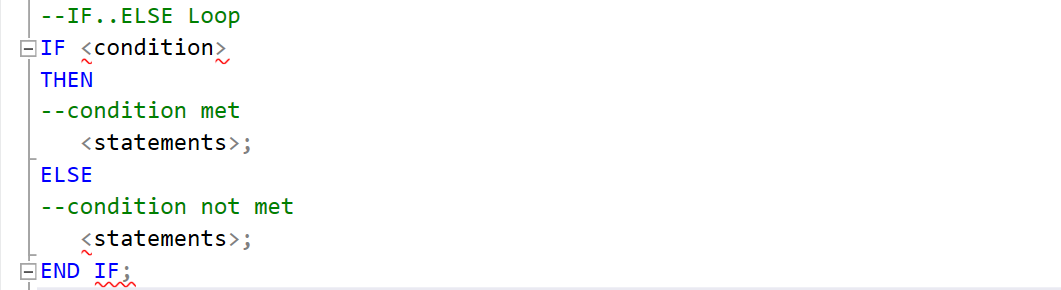 --IF..ELSE Loop
IF <condition>
THEN
--condition met
<statements>;
ELSE
--condition not met
<statements>;
END IF;